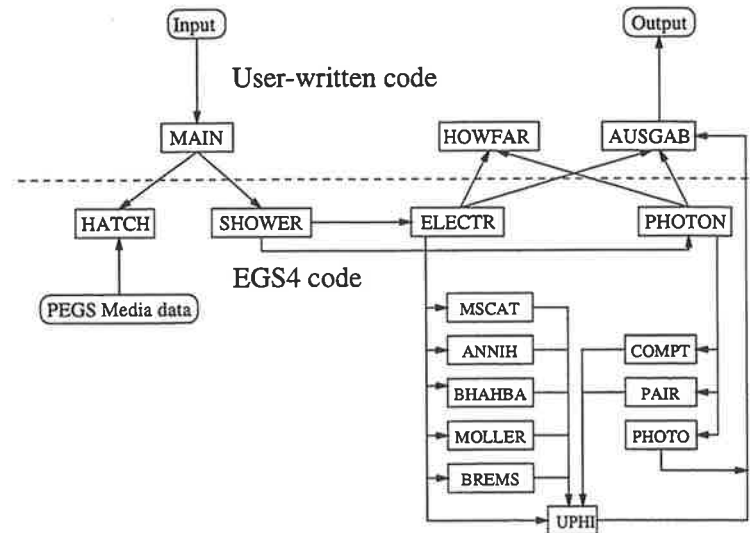 Input
Output
User-written code
MAIN
HOWFAR
AUSGAB
HATCH
SHOWER
ELECTR
PHOTON
EGS4 code
PEGS Media data
MSCAT
ANNIH
COMPT
BHAHBA
PAIR
MOLLER
PHOTO
BREMS
UPHI